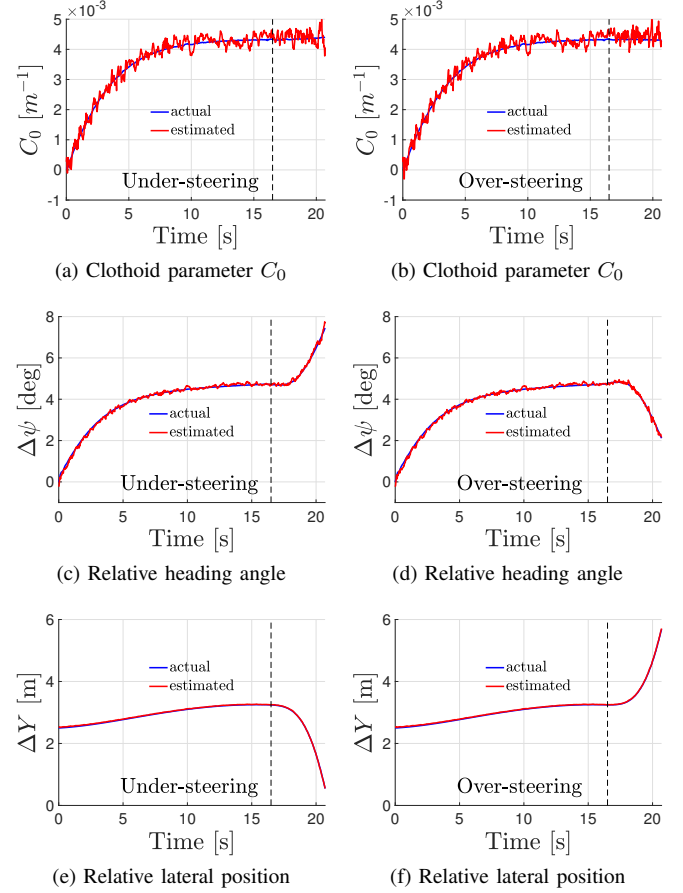 ×10⁻³
5
4
3
2
1
0
-1
C₀ [m⁻¹]
actual
estimated
Under-steering
0 5 10 15 20
Time [s]
(a) Clothoid parameter C₀
×10⁻³
5
4
3
2
1
0
-1
C₀ [m⁻¹]
actual
estimated
Over-steering
0 5 10 15 20
Time [s]
(b) Clothoid parameter C₀
8
6
4
2
0
Δψ [deg]
actual
estimated
Under-steering
0 5 10 15 20
Time [s]
(c) Relative heading angle
8
6
4
2
0
Δψ [deg]
actual
estimated
Over-steering
0 5 10 15 20
Time [s]
(d) Relative heading angle
6
4
2
0
ΔY [m]
actual
estimated
Under-steering
0 5 10 15 20
Time [s]
(e) Relative lateral position
6
4
2
0
ΔY [m]
actual
estimated
Over-steering
0 5 10 15 20
Time [s]
(f) Relative lateral position